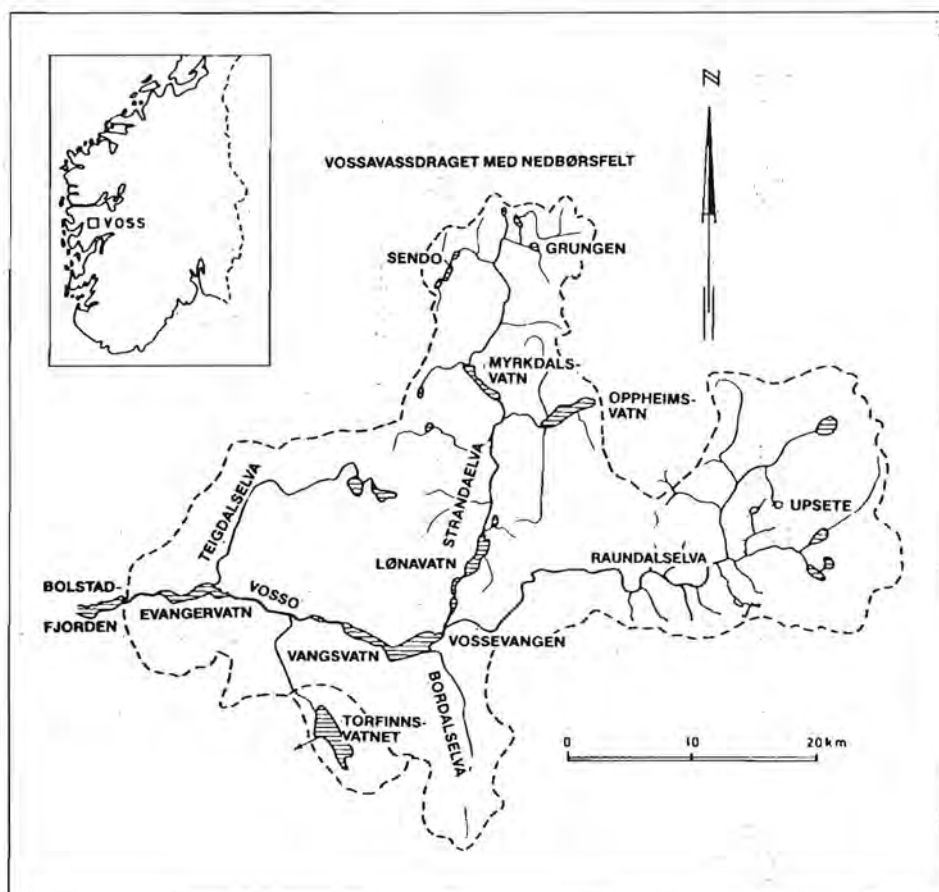 N
VOSS
VOSSAVASSDRAGET MED NEDBØRSFELT
SENDO
GRUNGEN
MYRKDALS-
VATN
OPPHEIMS-
VATN
TEIGDALSELVA
STRANDAELVA
UPSETE
LØNAVATN
RAUNDALSELVA
BOLSTAD-
FJORDEN
EVANGERVATN
VOSSO
VANGSVATN
VOSSEVANGEN
BORDALSELVA
TORFINNS-
VATNET
0 10 20 km